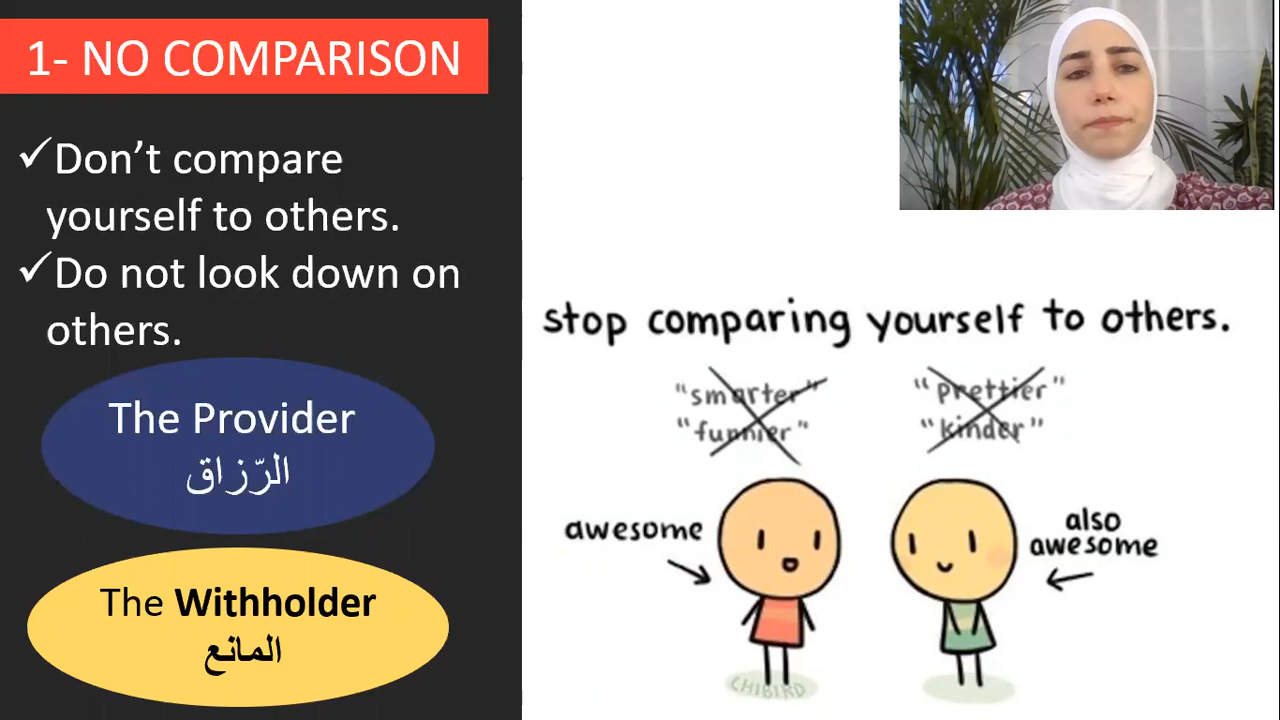 1- NO COMPARISON
✓Don’t compare
yourself to others.
✓Do not look down on
others.
The Provider
الرّزاق
The Withholder
المانع
stop comparing yourself to others.
"smarter"
"funnier"
"prettier"
"kinder"
awesome
also
awesome
CHIBIRD